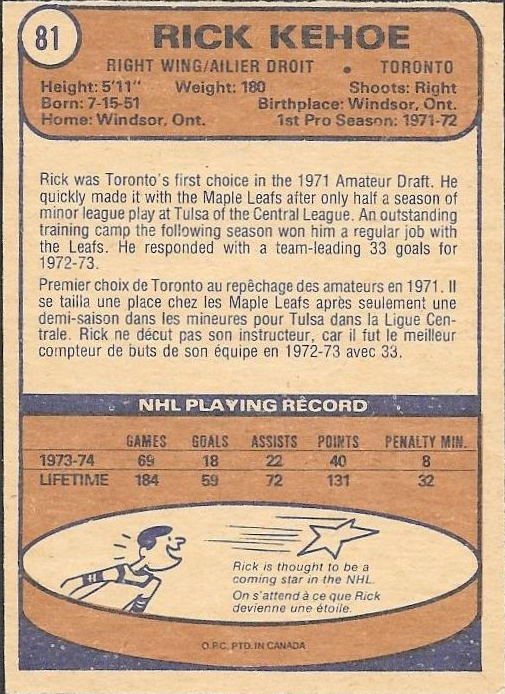 81
RICK KEHOE
RIGHT WING/AILIER DROIT • TORONTO
Height: 5'11" Weight: 180 Shoots: Right
Born: 7-15-51 Birthplace: Windsor, Ont.
Home: Windsor, Ont. 1st Pro Season: 1971-72
Rick was Toronto's first choice in the 1971 Amateur Draft. He
quickly made it with the Maple Leafs after only half a season of
minor league play at Tulsa of the Central League. An outstanding
training camp the following season won him a regular job with
the Leafs. He responded with a team-leading 33 goals for
1972-73.
Premier choix de Toronto au repêchage des amateurs en 1971. Il
se tailla une place chez les Maple Leafs après seulement une
demi-saison dans les mineures pour Tulsa dans la Ligue Cen-
trale. Rick ne décut pas son instructeur, car il fut le meilleur
compteur de buts de son équipe en 1972-73 avec 33.
NHL PLAYING RECORD
GAMES GOALS ASSISTS POINTS PENALTY MIN.
1973-74 69 18 22 40 8
LIFETIME 184 59 72 131 32
Rick is thought to be a
coming star in the NHL.
On s'attend à ce que Rick
devienne une étoile.
O.P.C. PTD. IN CANADA